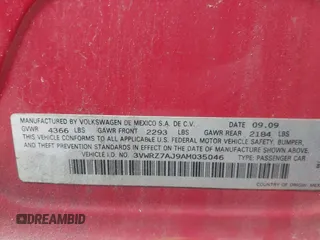 MANUFACTURED BY VOLKSWAGEN DE MEXICO S.A. DE C.V. DATE 09.09
GVWR 4366 LBS GAWR FRONT 2293 LBS GAWR REAR 2184 LBS
THIS VEHICLE CONFORMS TO ALL APPLICABLE U.S. FEDERAL MOTOR VEHICLE SAFETY, BUMPER,
AND THEFT PREVENTION STANDARDS IN EFFECT ON THE DATE OF MANUFACTURE SHOWN ABOVE.
VEHICLE IDENT. NO.: 3VWRZ7AJ9AM035046 TYPE: PASSENGER CAR
COUNTRY OF ORIGIN: MEXICO
DREAMBID